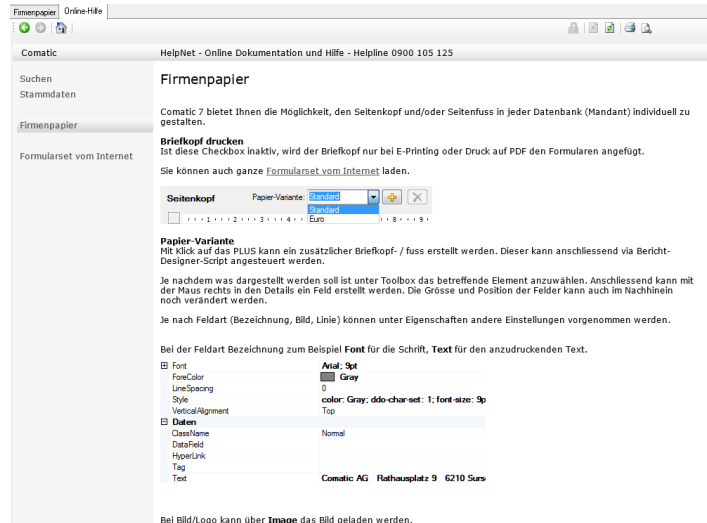 Firmenpapier Online-Hilfe
Comatic HelpNet - Online Dokumentation und Hilfe - Helpline 0900 105 125
Suchen
Stammdaten
Firmenpapier
Formularset vom Internet
Firmenpapier
Comatic 7 bietet Ihnen die Möglichkeit, den Seitenkopf und/oder Seitenfuss in jeder Datenbank (Mandant) individuell zu
gestalten.
Briefkopf drucken
Ist diese Checkbox inaktiv, wird der Briefkopf nur bei E-Printing oder Druck auf PDF den Formularen angefügt.
Sie können auch ganze Formularset vom Internet laden.
Seitenkopf Papier-Variante: Standard
Standard
Euro
1 2 3 4 8 9
Papier-Variante
Mit Klick auf das PLUS kann ein zusätzlicher Briefkopf-/ fuss erstellt werden. Dieser kann anschliessend via Bericht-
Designer-Script angesteuert werden.
Je nachdem was dargestellt werden soll ist unter Toolbox das betreffende Element anzuwählen. Anschliessend kann mit
der Maus rechts in den Details ein Feld erstellt werden. Die Grösse und Position der Felder kann auch im Nachhinein
noch verändert werden.
Je nach Feldart (Bezeichnung, Bild, Linie) können unter Eigenschaften andere Einstellungen vorgenommen werden.
Bei der Feldart Bezeichnung zum Beispiel Font für die Schrift, Text für den anzudruckenden Text.
Font Arial; 9pt
ForeColor Gray
LineSpacing 0
Style color: Gray; ddo-char-set: 1; font-size: 9p
VerticalAlignment Top
Daten
ClassName Normal
DataField
HyperLink
Tag
Text Comatic AG Rathausplatz 9 6210 Surs
Bei Bild/Logo kann über Image das Bild geladen werden.